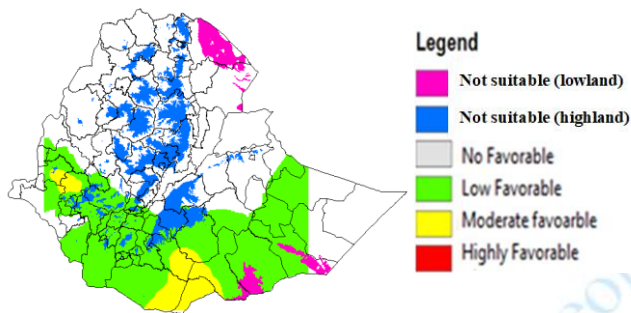 Legend
Not suitable (lowland)
Not suitable (highland)
No Favorable
Low Favorable
Moderate favoarble
Highly Favorable